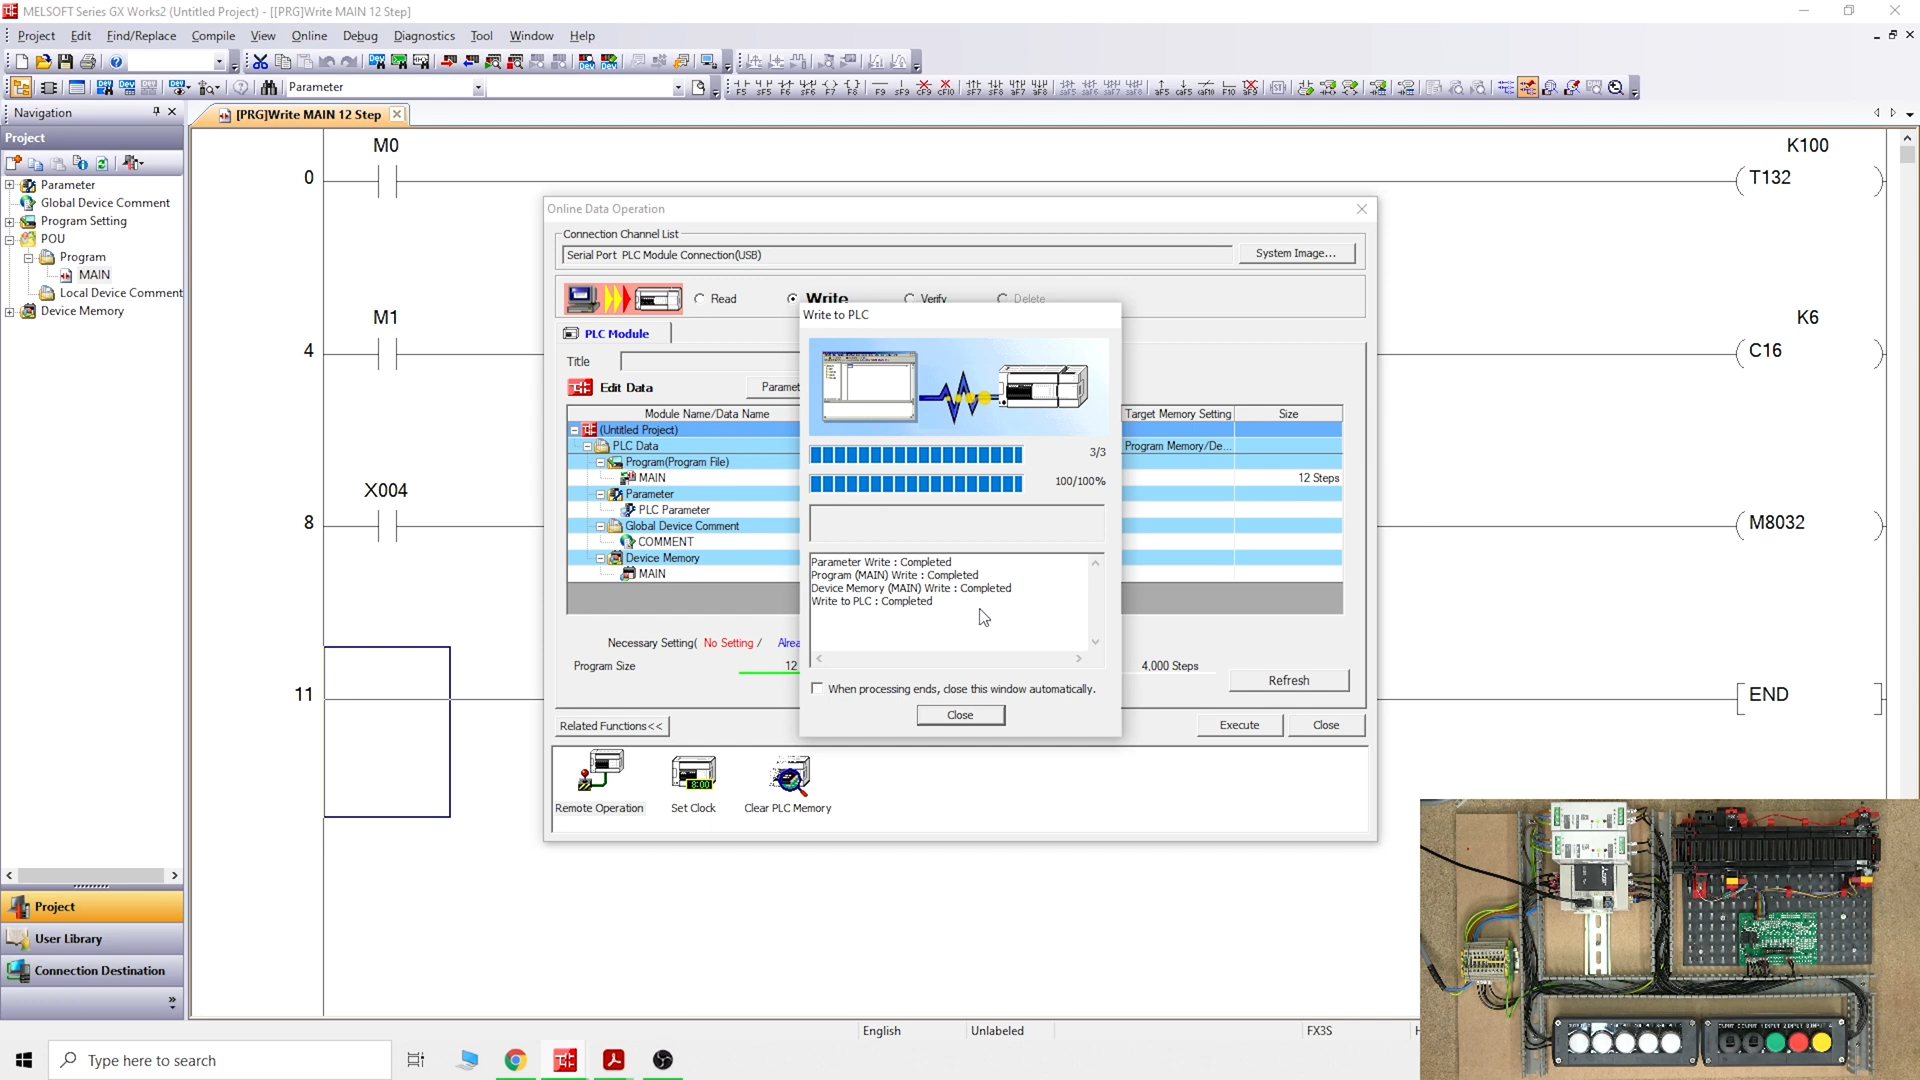 MELSOFT Series GX Works2 (Untitled Project) - [[PRG]Write MAIN 12 Step]
Project Edit Find/Replace Compile View Online Debug Diagnostics Tool Window Help
Parameter
Navigation
[PRG]Write MAIN 12 Step
Project
Parameter
Global Device Comment
Program Setting
POU
Program
MAIN
Local Device Comment
Device Memory
Project
User Library
Connection Destination
M0
K100
0
T132
M1
K6
4
C16
X004
8
M8032
11
END
Online Data Operation
Connection Channel List
Serial Port PLC Module Connection(USB)
System Image...
Read
Write
Verify
Delete
PLC Module
Title
Edit Data
Paramet
Module Name/Data Name
Target Memory Setting
Size
(Untitled Project)
PLC Data
Program Memory/De...
Program(Program File)
MAIN
12 Steps
Parameter
PLC Parameter
Global Device Comment
COMMENT
Device Memory
MAIN
Necessary Setting( No Setting / Alrea
Program Size
12
4,000 Steps
Refresh
Related Functions<<
Execute
Close
Remote Operation
Set Clock
Clear PLC Memory
Write to PLC
3/3
100/100%
Parameter Write : Completed
Program (MAIN) Write : Completed
Device Memory (MAIN) Write : Completed
Write to PLC : Completed
When processing ends, close this window automatically.
Close
English
Unlabeled
FX3S
Type here to search